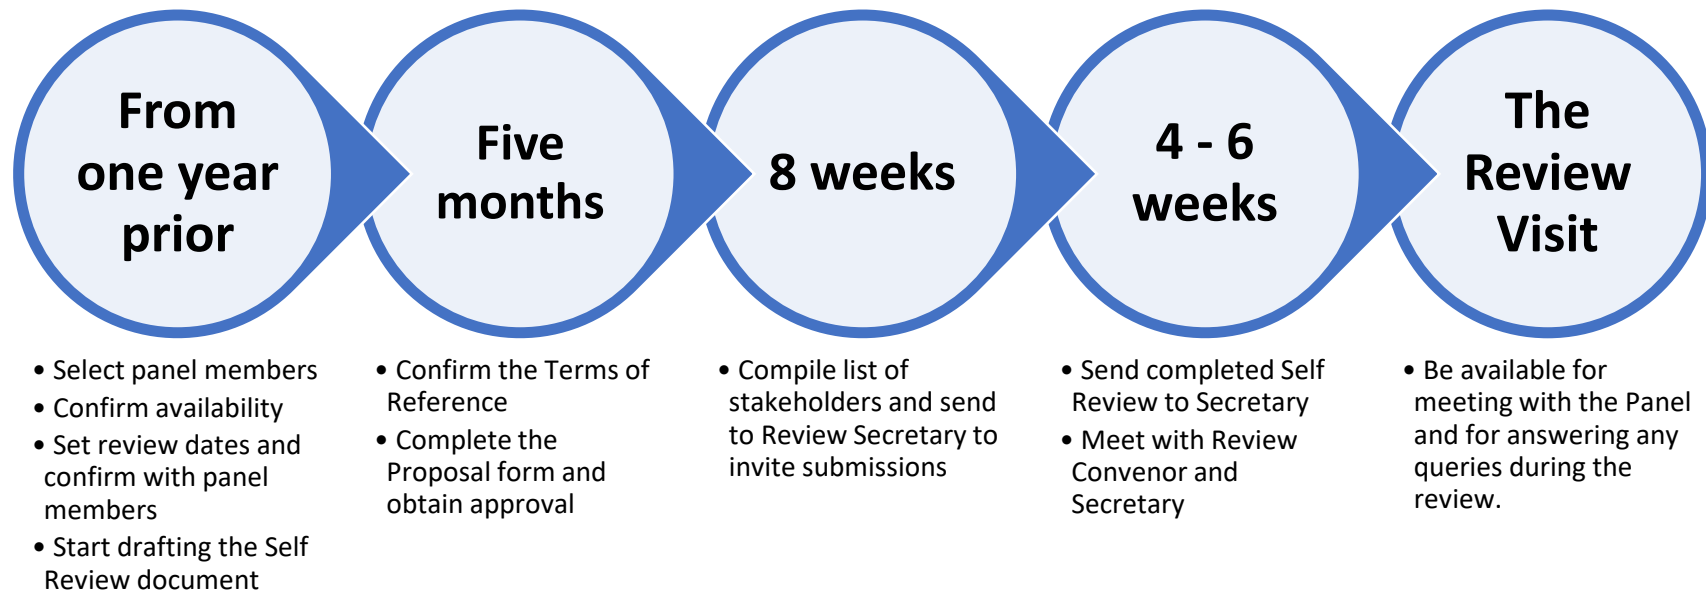 From
one year
prior
• Select panel members
• Confirm availability
• Set review dates and
confirm with panel
members
• Start drafting the Self
Review document
Five
months
• Confirm the Terms of
Reference
• Complete the
Proposal form and
obtain approval
8 weeks
• Compile list of
stakeholders and send
to Review Secretary to
invite submissions
4 - 6
weeks
• Send completed Self
Review to Secretary
• Meet with Review
Convenor and
Secretary
The
Review
Visit
• Be available for
meeting with the Panel
and for answering any
queries during the
review.